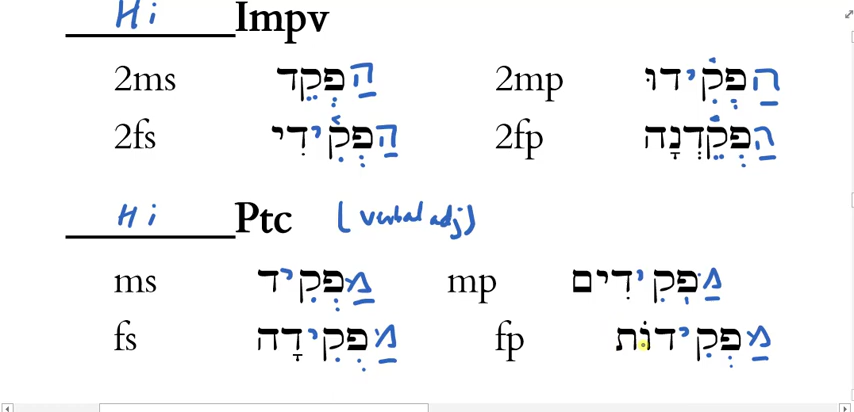 Hi Impv
2ms הַפְקֵד 2mp הַפְקִ֫ידוּ
2fs הַפְקִ֫ידִי 2fp הַפְקֵ֫דְנָה
Hi Ptc (verbal adj)
ms מַפְקִיד mp מַפְקִידִים
fs מַפְקִידָה fp מַפְקִידוֹת